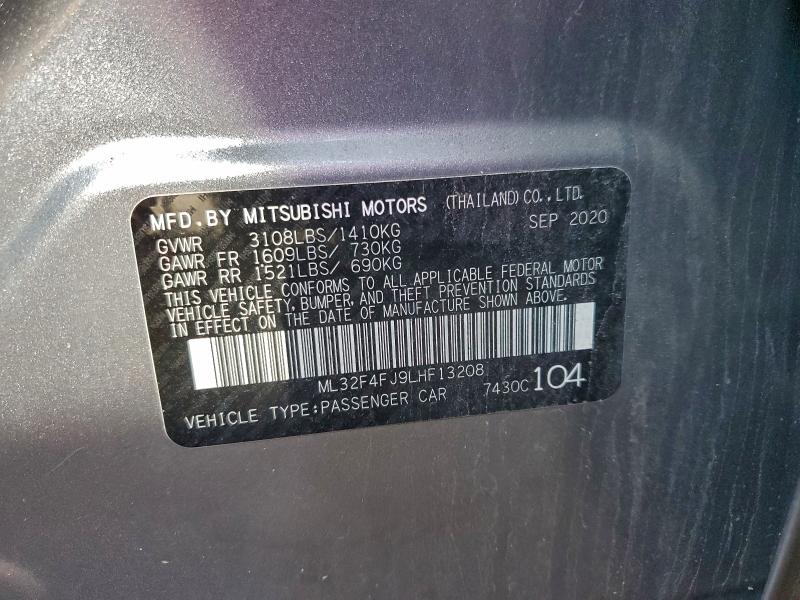 MFD.BY MITSUBISHI MOTORS (THAILAND)CO.,LTD.
SEP 2020
GVWR 3108LBS/1410KG
GAWR FR 1609LBS/ 730KG
GAWR RR 1521LBS/ 690KG
THIS VEHICLE CONFORMS TO ALL APPLICABLE FEDERAL MOTOR
VEHICLE SAFETY, BUMPER, AND THEFT PREVENTION STANDARDS
IN EFFECT ON THE DATE OF MANUFACTURE SHOWN ABOVE.
ML32F4FJ9LHF13208
VEHICLE TYPE:PASSENGER CAR 7430C 104